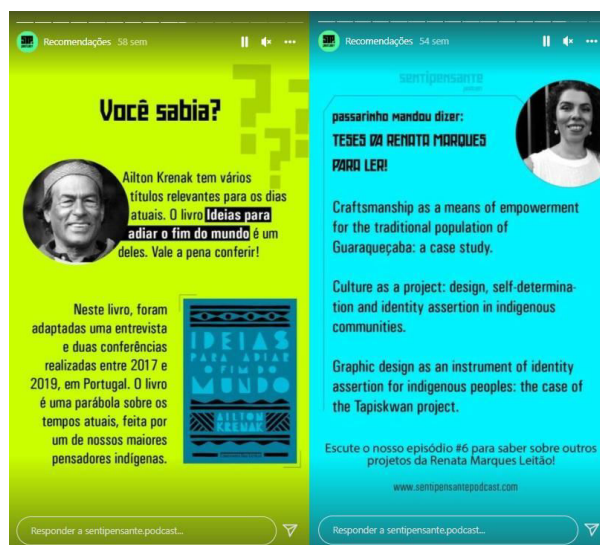 Recomendações 58 sem
Você sabia?
Ailton Krenak tem vários
títulos relevantes para os dias
atuais. O livro Ideias para
adiar o fim do mundo é um
deles. Vale a pena conferir!
Neste livro, foram
adaptadas uma entrevista
e duas conferências
realizadas entre 2017 e
2019, em Portugal. O livro
é uma parábola sobre os
tempos atuais, feita por
um de nossos maiores
pensadores indígenas.
IDEIAS
PARA ADIAR
O FIM DO
MUNDO
AILTON
KRENAK
Responder a sentipensante.podcast...
Recomendações 54 sem
sentipensante
podcast
passarinho mandou dizer:
TESES DA RENATA MARQUES
PARA LER!
Craftsmanship as a means of empowerment
for the traditional population of
Guaraqueçaba: a case study.
Culture as a project: design, self-determina-
tion and identity assertion in indigenous
communities.
Graphic design as an instrument of identity
assertion for indigenous peoples: the case of
the Tapiskwan project.
Escute o nosso episódio #6 para saber sobre outros
projetos da Renata Marques Leitão!
www.sentipensantepodcast.com
Responder a sentipensante.podcast...